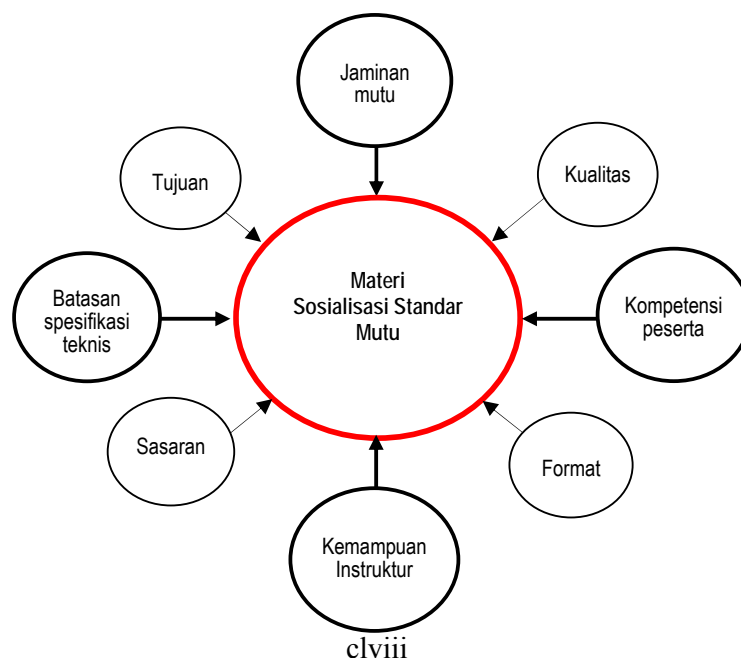 Jaminan
mutu
Tujuan
Kualitas
Batasan
spesifikasi
teknis
Materi
Sosialisasi Standar
Mutu
Kompetensi
peserta
Sasaran
Format
Kemampuan
Instruktur
clviii